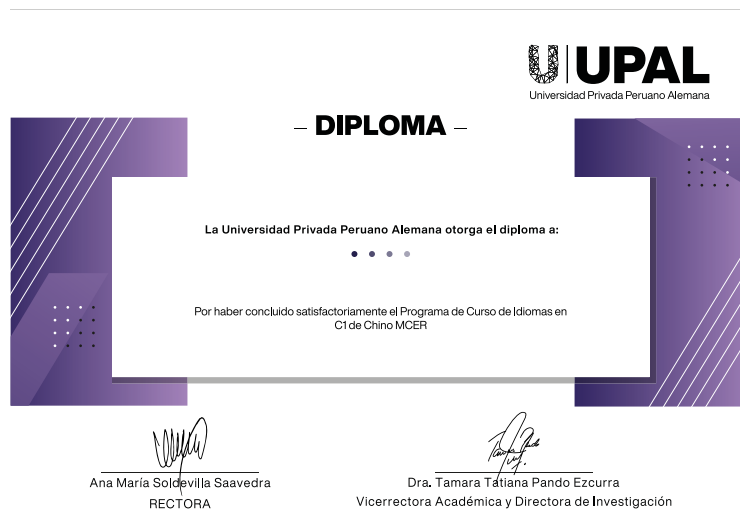 UPAL
Universidad Privada Peruano Alemana
– DIPLOMA –
La Universidad Privada Peruano Alemana otorga el diploma a:
Por haber concluido satisfactoriamente el Programa de Curso de Idiomas en
C1 de Chino MCER
Ana María Soldevilla Saavedra
RECTORA
Dra. Tamara Tatiana Pando Ezcurra
Vicerrectora Académica y Directora de Investigación